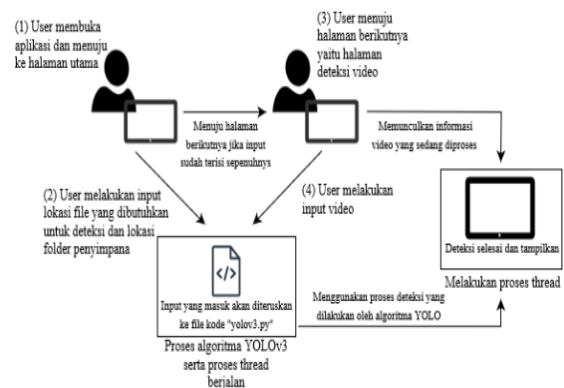 (1) User membuka
aplikasi dan menuju
ke halaman utama
(3) User menuju
halaman berikutnya
yaitu halaman
deteksi video
Menuju halaman
berikutnya jika input
sudah terisi sepenuhnys
Memunculkan informasi
video yang sedang diproses
(2) User melakukan input
lokasi file yang dibutuhkan
untuk deteksi dan lokasi
folder penyimpana
(4) User melakukan
input video
</>
Input yang masuk akan diteruskan
ke file kode "yolov3.py"
Proses algoritma YOLOv3
serta proses thread
berjalan
Menggunakan proses deteksi yang
dilakukan oleh algoritma YOLO
Deteksi selesai dan tampilkan
Melakukan proses thread